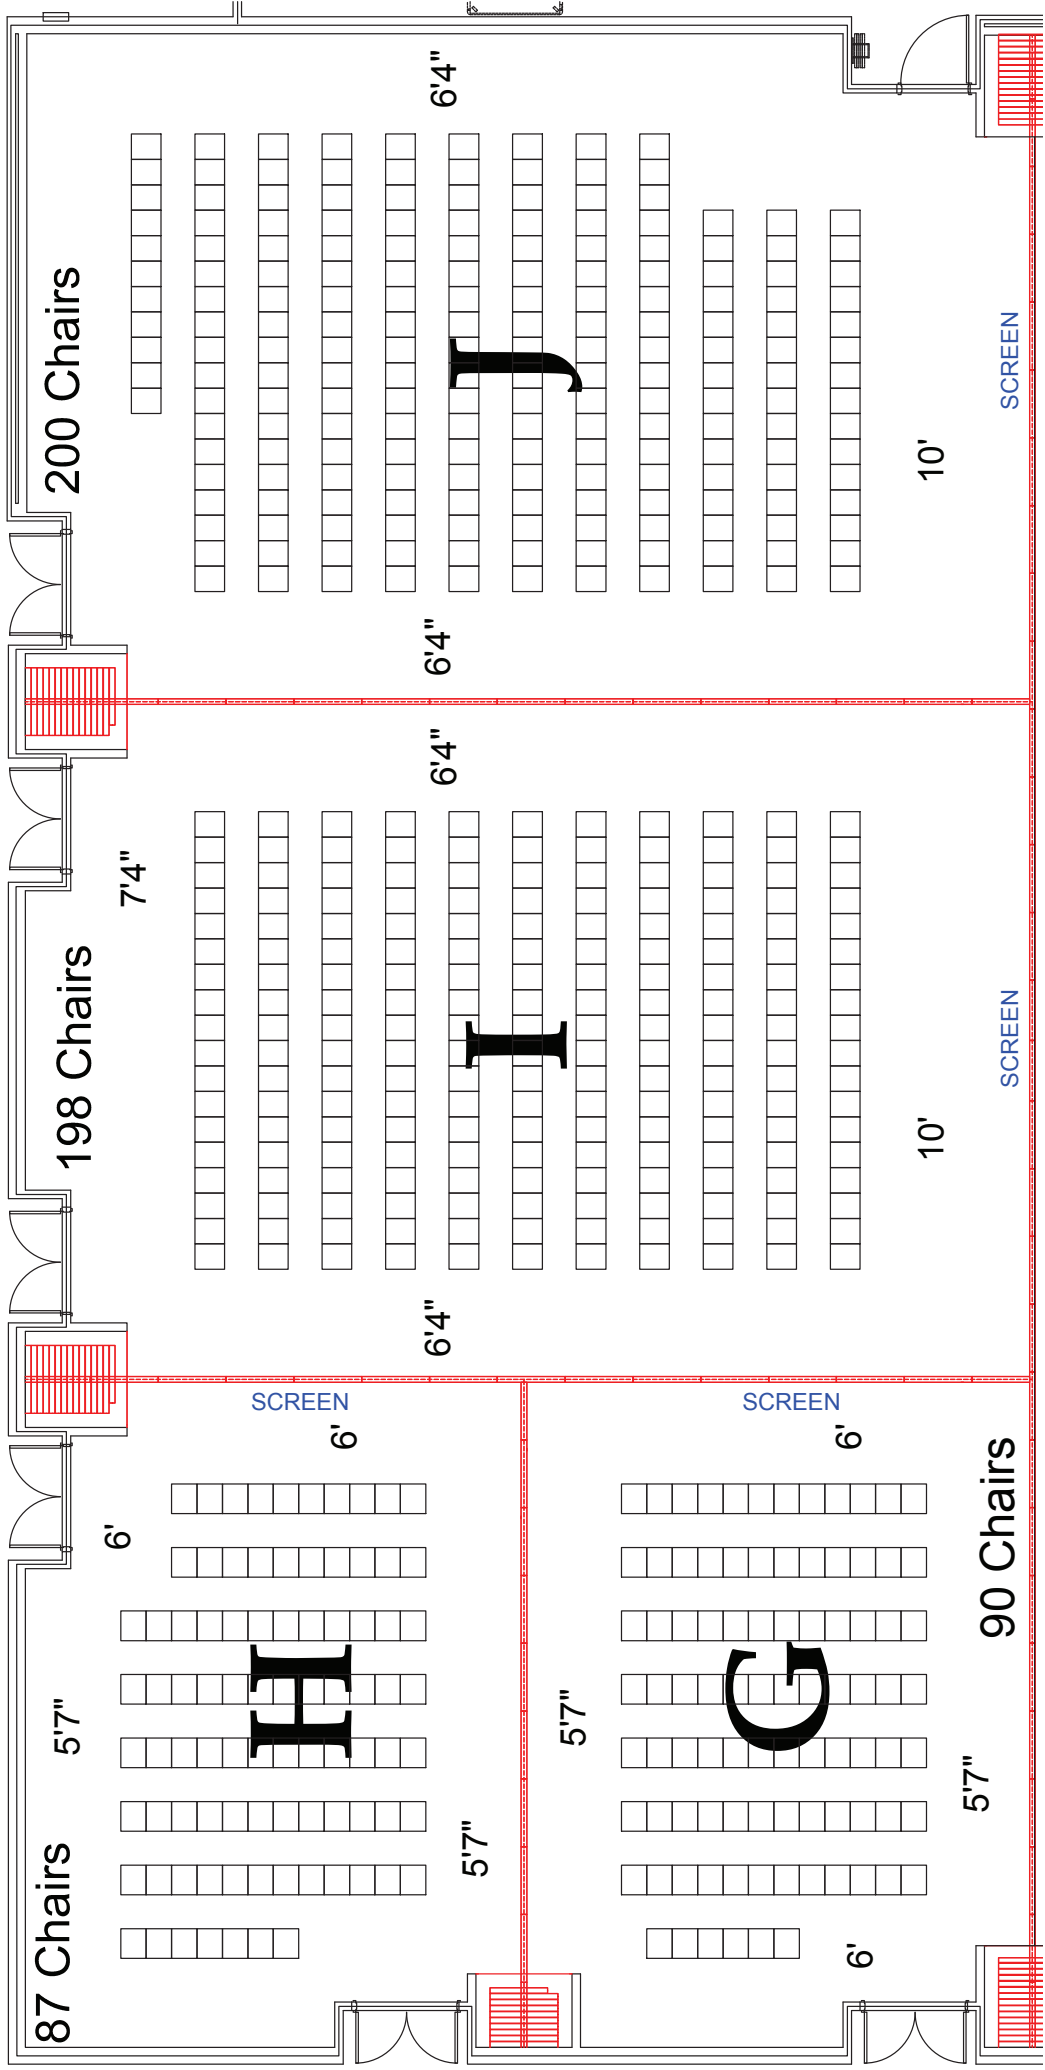 6'4"
200 Chairs
J
SCREEN
10'
6'4"
6'4"
7'4"
198 Chairs
I
SCREEN
10'
6'4"
SCREEN
SCREEN
6'
6'
6'
90 Chairs
H
G
5'7"
5'7"
5'7"
5'7"
87 Chairs
6'